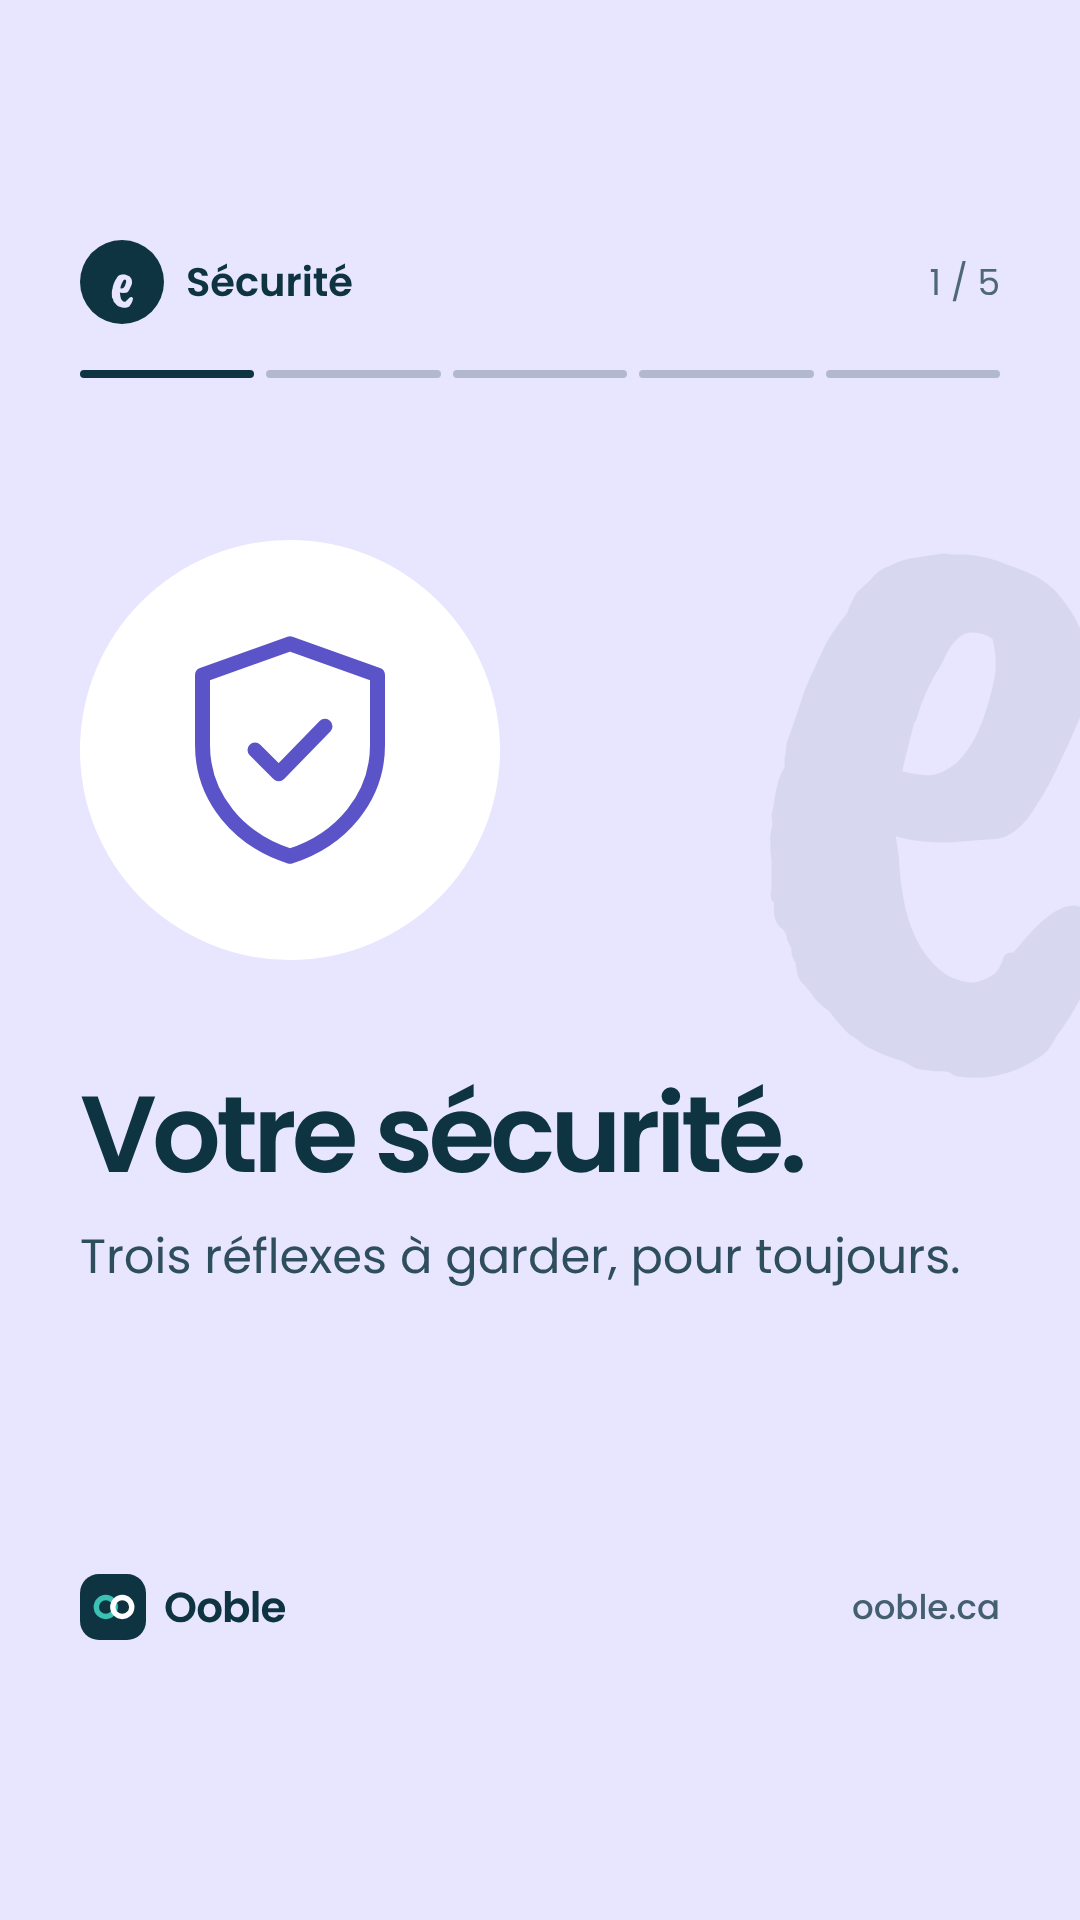 e Sécurité 1 / 5
e
Votre sécurité.
Trois réflexes à garder, pour toujours.
Ooble ooble.ca